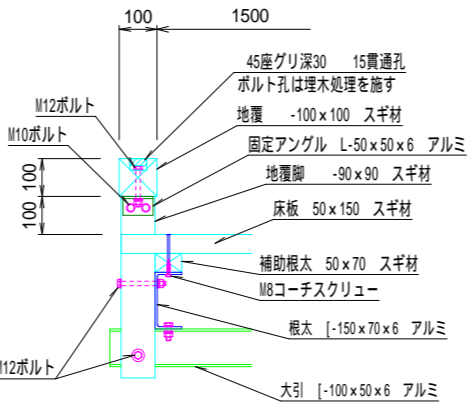 100
1500
45座グリ深30 15貫通孔
ボルト孔は埋木処理を施す
M12ボルト
地覆 -100×100 スギ材
M10ボルト
固定アングル L-50×50×6 アルミ
100
地覆脚 -90×90 スギ材
100
床板 50×150 スギ材
補助根太 50×70 スギ材
M8コーチスクリュー
根太 [-150×70×6 アルミ
M12ボルト
大引 [-100×50×6 アルミ